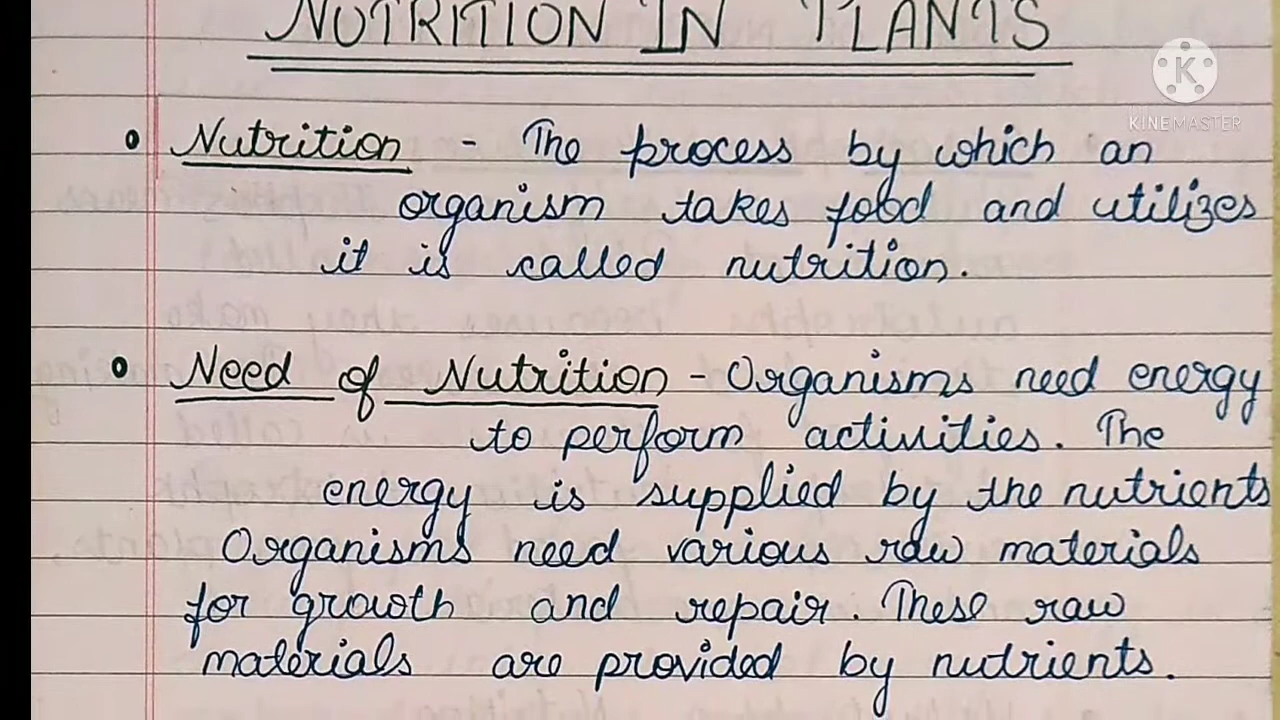 NUTRITION IN PLANTS
KINEMASTER
Nutrition - The process by which an
organism takes food and utilizes
it is called nutrition.
Need of Nutrition - Organisms need energy
to perform activities. The
energy is supplied by the nutrients
Organisms need various raw materials
for growth and repair. These raw
materials are provided by nutrients.